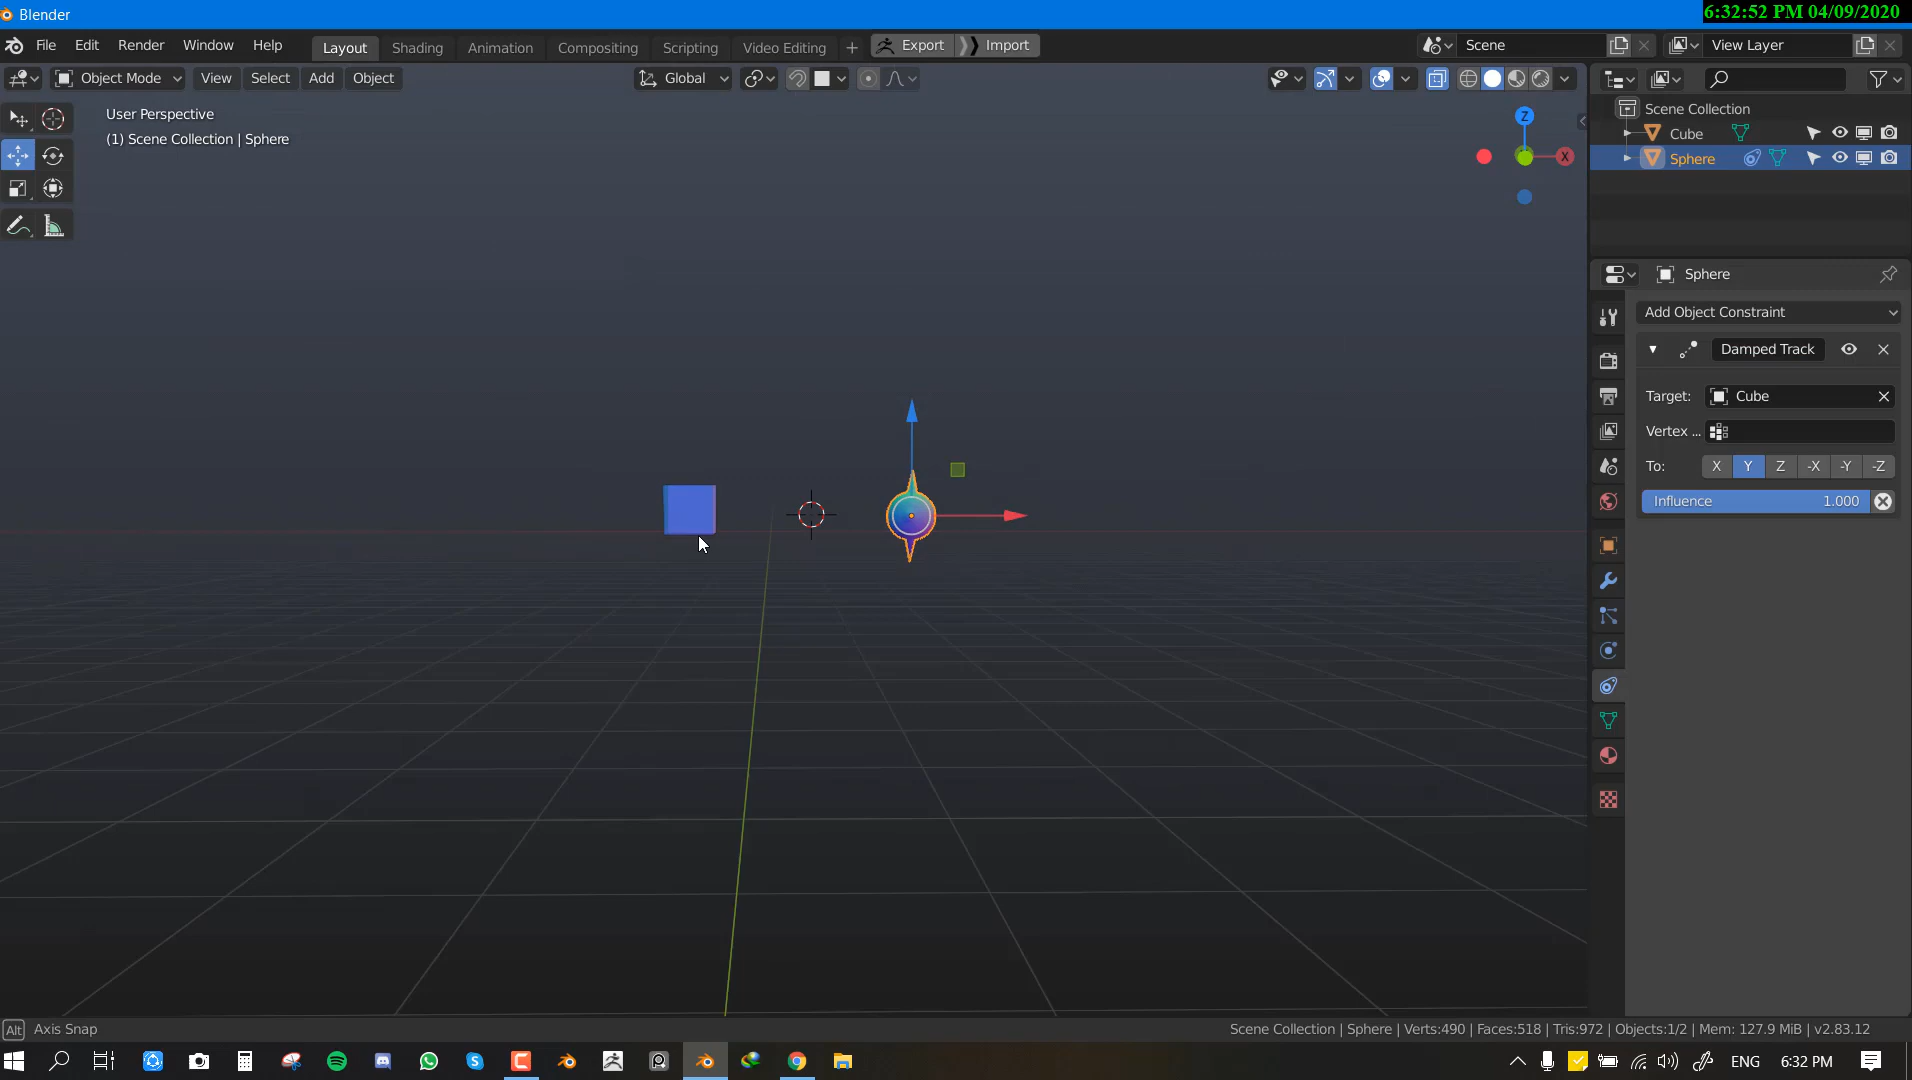 Blender
6:32:52 PM 04/09/2020
File Edit Render Window Help Layout Shading Animation Compositing Scripting Video Editing + Export Import Scene View Layer
Object Mode View Select Add Object Global
User Perspective
(1) Scene Collection | Sphere
Z
X
Scene Collection
Cube
Sphere
Sphere
Add Object Constraint
Damped Track
Target: Cube
Vertex ...
To: X Y Z -X -Y -Z
Influence 1.000
Alt Axis Snap
Scene Collection | Sphere | Verts:490 | Faces:518 | Tris:972 | Objects:1/2 | Mem: 127.9 MiB | v2.83.12
ENG 6:32 PM